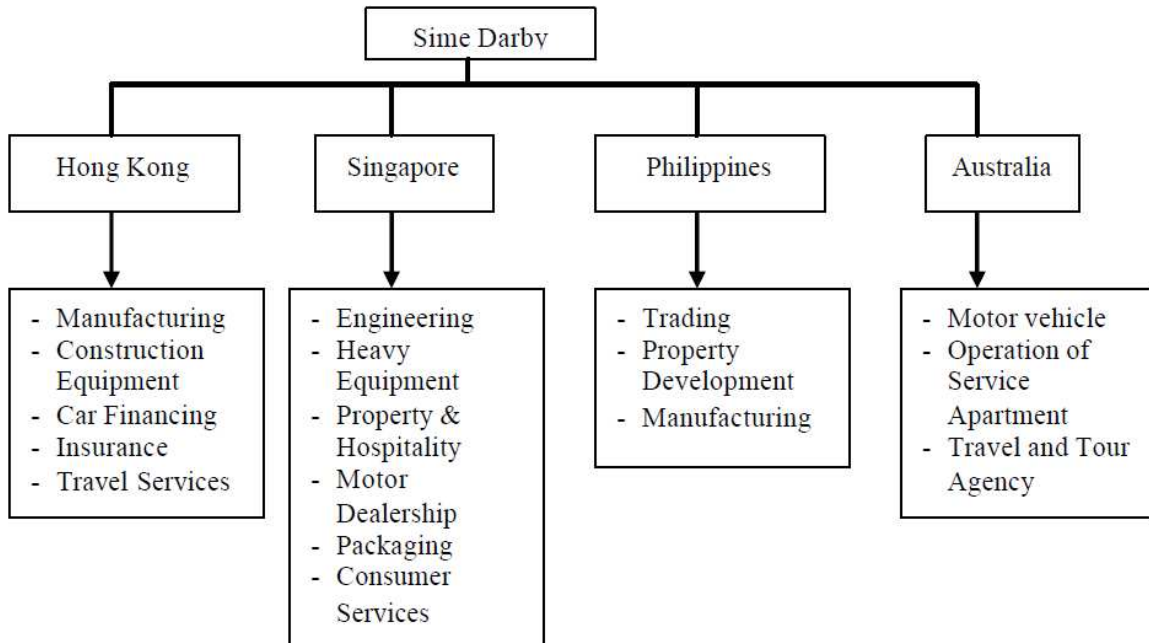 Sime Darby
Hong Kong
Singapore
Philippines
Australia
- Manufacturing
- Construction
Equipment
- Car Financing
- Insurance
- Travel Services
- Engineering
- Heavy
Equipment
- Property &
Hospitality
- Motor
Dealership
- Packaging
- Consumer
Services
- Trading
- Property
Development
- Manufacturing
- Motor vehicle
- Operation of
Service
Apartment
- Travel and Tour
Agency